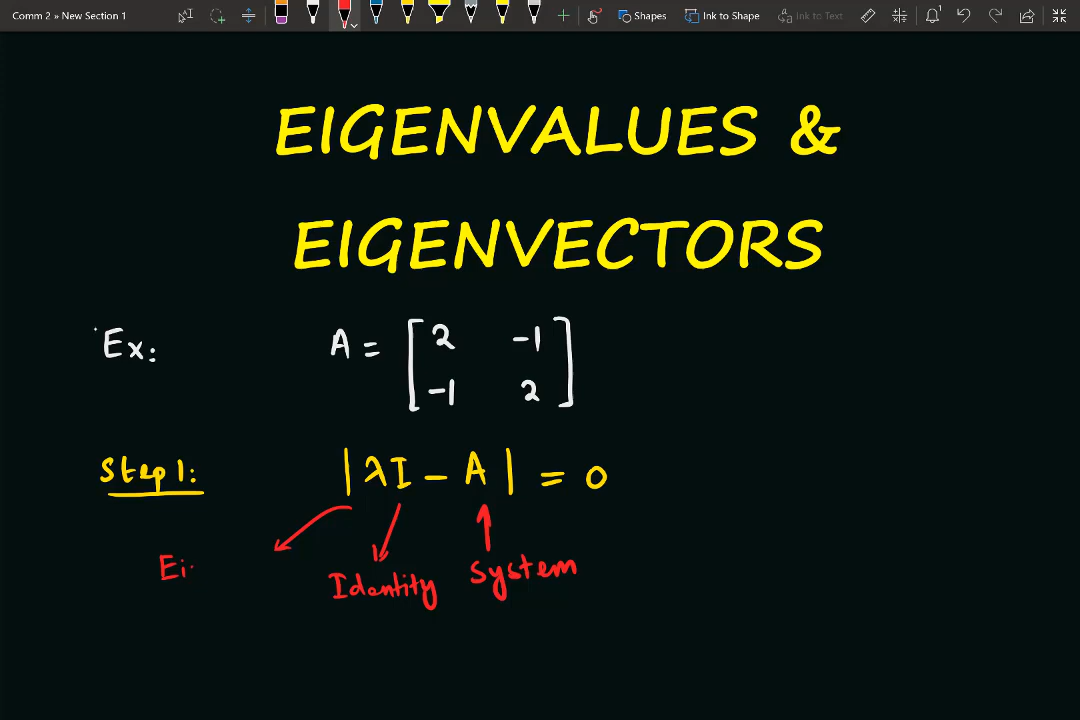 Comm 2 » New Section 1
Shapes Ink to Shape Ink to Text 1
EIGENVALUES &
EIGENVECTORS
Ex: A = [2 -1
-1 2]
Step 1: |λI - A| = 0
Ei
Identity System